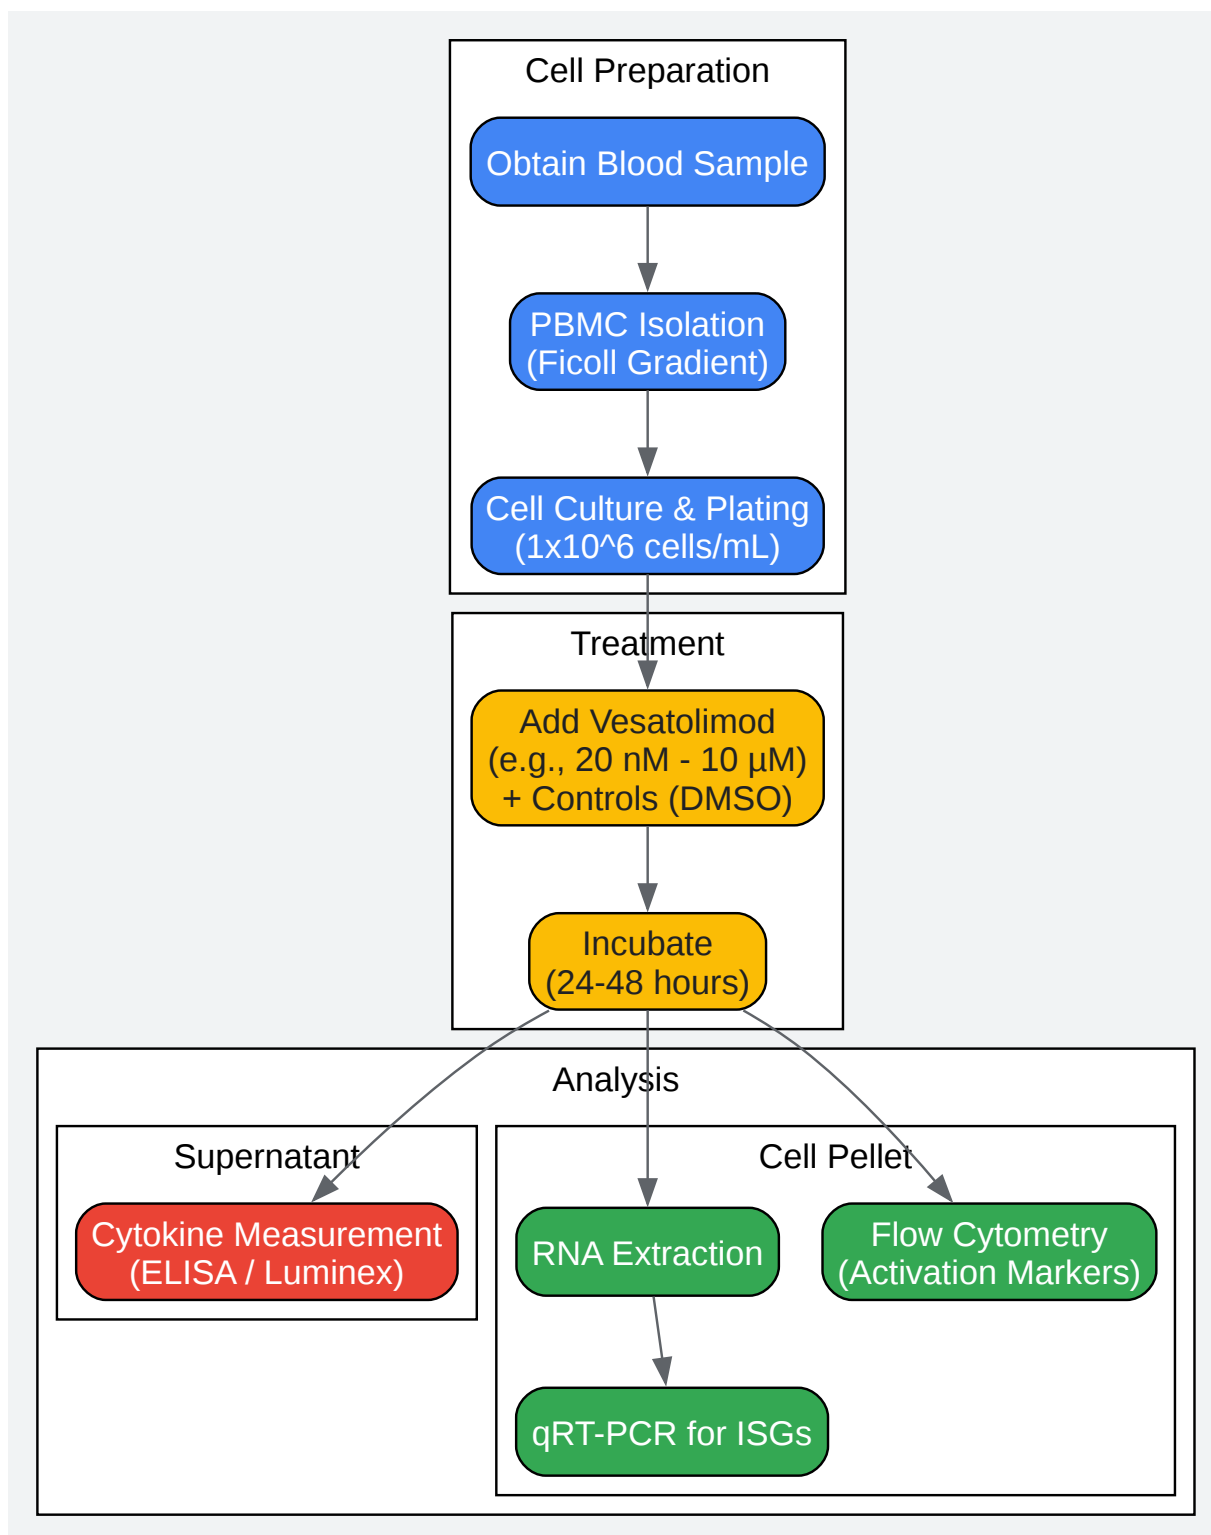 Cell Preparation
Obtain Blood Sample
PBMC Isolation
(Ficoll Gradient)
Cell Culture & Plating
(1x10^6 cells/mL)
Treatment
Add Vesatolimod
(e.g., 20 nM - 10 µM)
+ Controls (DMSO)
Incubate
(24-48 hours)
Analysis
Supernatant
Cytokine Measurement
(ELISA / Luminex)
Cell Pellet
RNA Extraction
Flow Cytometry
(Activation Markers)
qRT-PCR for ISGs